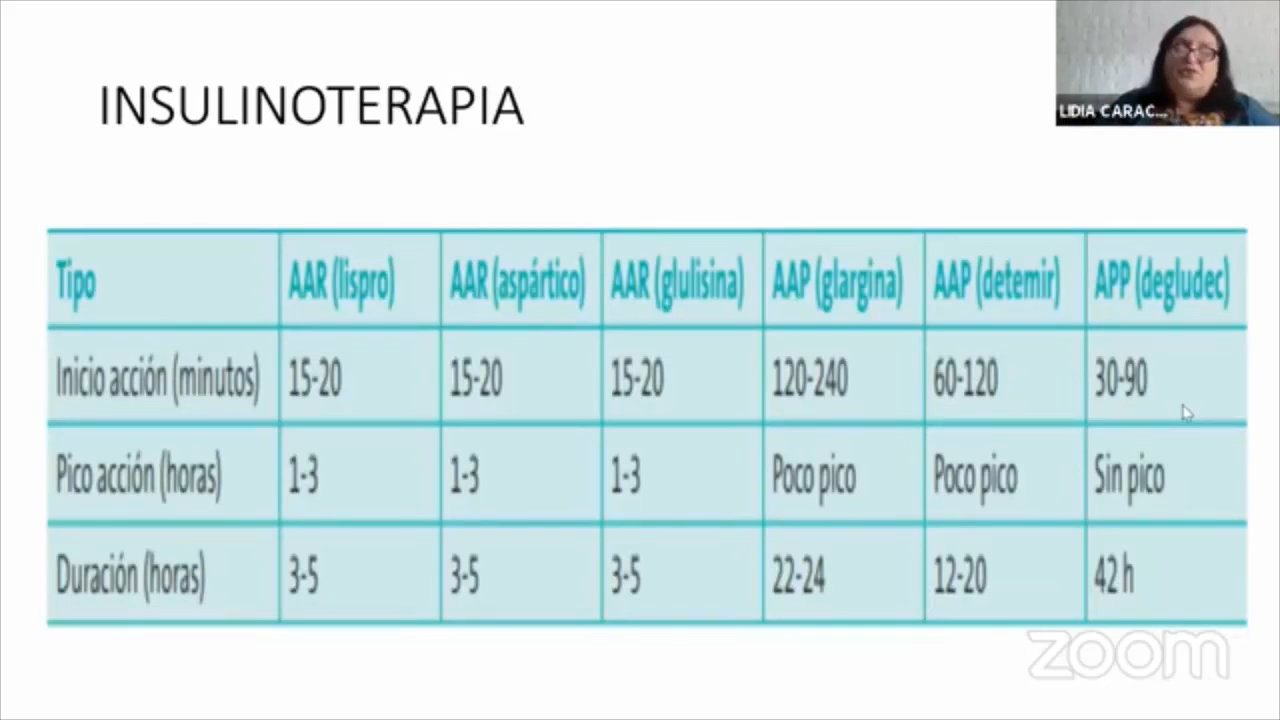 INSULINOTERAPIA
LIDIA CARAC...
Tipo AAR (lispro) AAR (aspártico) AAR (glulisina) AAP (glargina) AAP (detemir) APP (degludec)
Inicio acción (minutos) 15-20 15-20 15-20 120-240 60-120 30-90
Pico acción (horas) 1-3 1-3 1-3 Poco pico Poco pico Sin pico
Duración (horas) 3-5 3-5 3-5 22-24 12-20 42 h
zoom